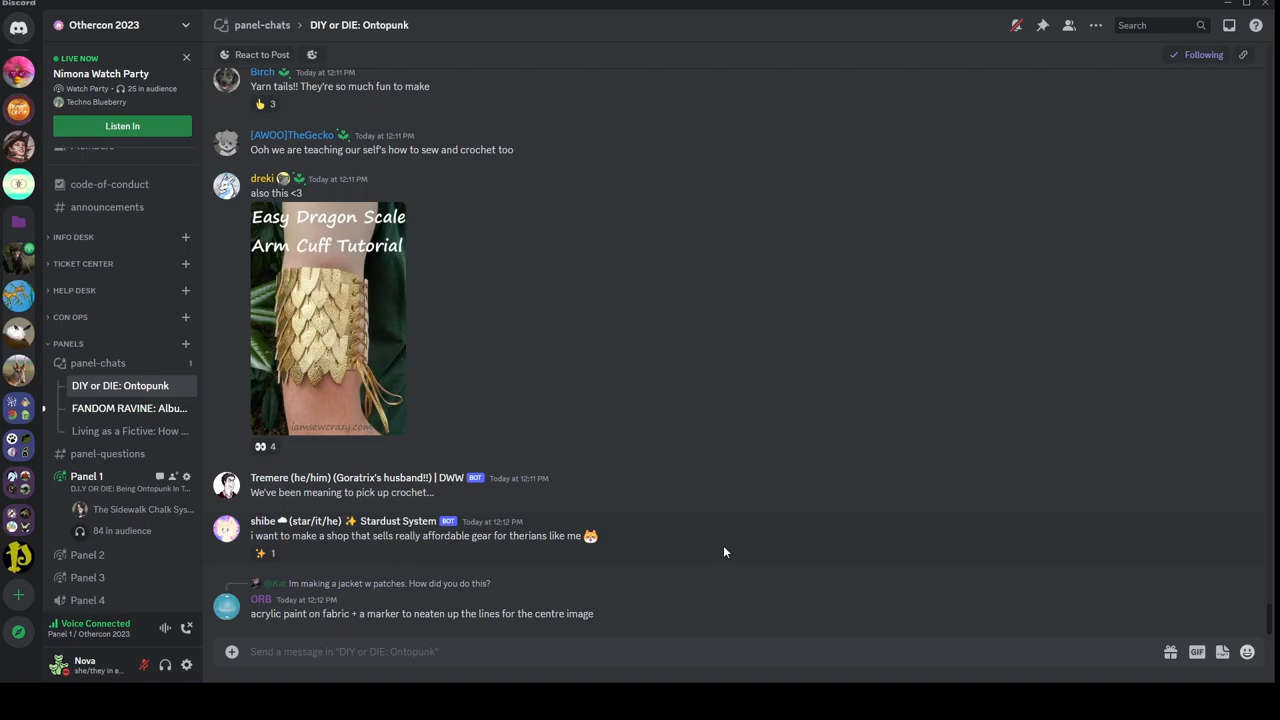 Discord
Othercon 2023
panel-chats › DIY or DIE: Ontopunk
Search
LIVE NOW
Nimona Watch Party
Watch Party • 25 in audience
Techno Blueberry
Listen In
code-of-conduct
announcements
INFO DESK
TICKET CENTER
HELP DESK
CON OPS
PANELS
panel-chats 1
DIY or DIE: Ontopunk
FANDOM RAVINE: Albu...
Living as a Fictive: How ...
panel-questions
Panel 1
D.I.Y OR DIE: Being Ontopunk In T...
The Sidewalk Chalk Sys...
84 in audience
Panel 2
Panel 3
Panel 4
Voice Connected
Panel 1 / Othercon 2023
Nova
she/they in a...
React to Post
Following
Birch Today at 12:11 PM
Yarn tails!! They're so much fun to make
3
[AWOO]TheGecko Today at 12:11 PM
Ooh we are teaching our self's how to sew and crochet too
dreki Today at 12:11 PM
also this <3
Easy Dragon Scale
Arm Cuff Tutorial
iamsewcrazy.com
4
Tremere (he/him) (Goratrix's husband!!) | DWW BOT Today at 12:11 PM
We've been meaning to pick up crochet...
shibe (star/it/he) Stardust System BOT Today at 12:12 PM
i want to make a shop that sells really affordable gear for therians like me
1
@Kat Im making a jacket w patches. How did you do this?
ORB Today at 12:12 PM
acrylic paint on fabric + a marker to neaten up the lines for the centre image
Send a message in "DIY or DIE: Ontopunk"
GIF